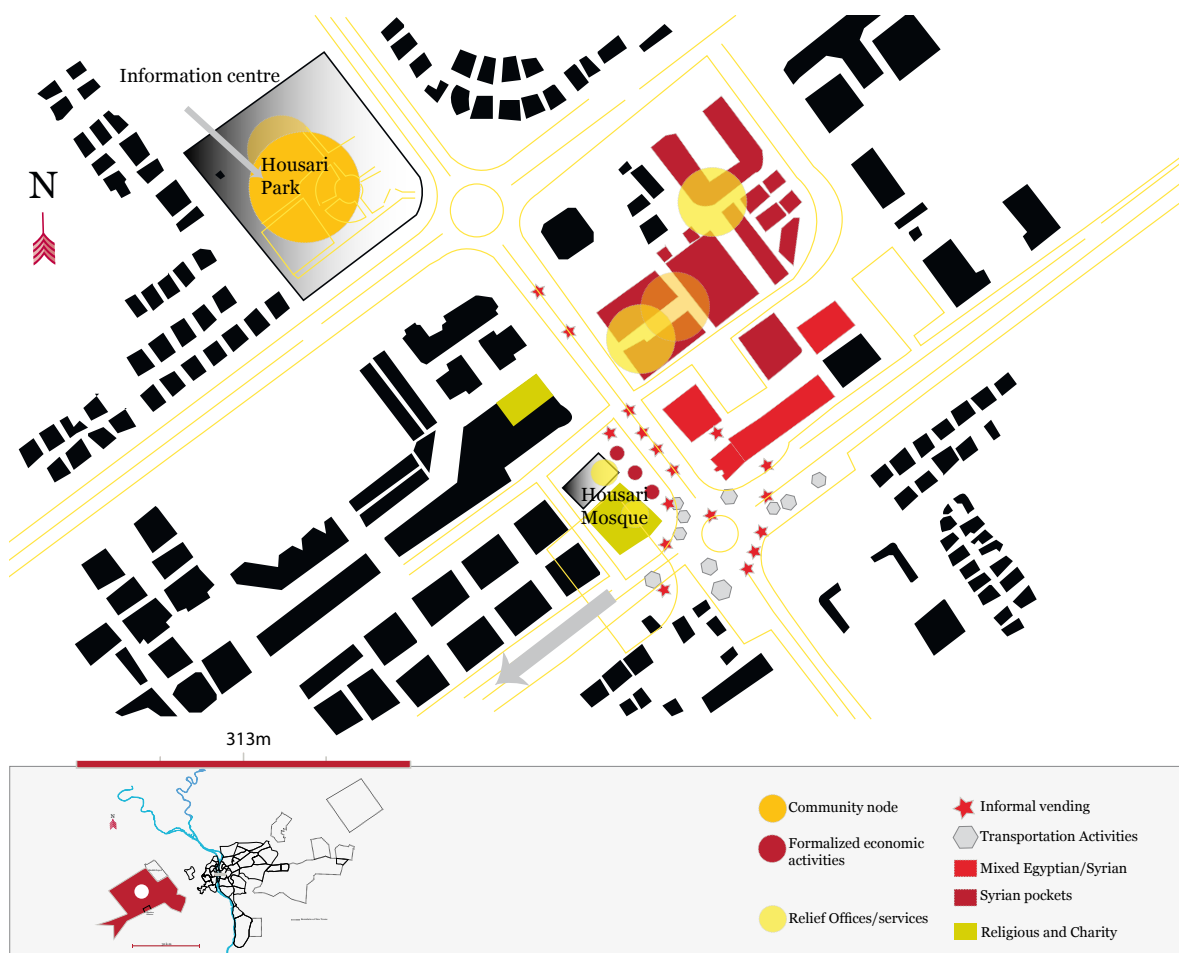 Information centre
Housari
Park
N
Housari
Mosque
313m
N
Community node
Formalized economic
activities
Relief Offices/services
Informal vending
Transportation Activities
Mixed Egyptian/Syrian
Syrian pockets
Religious and Charity